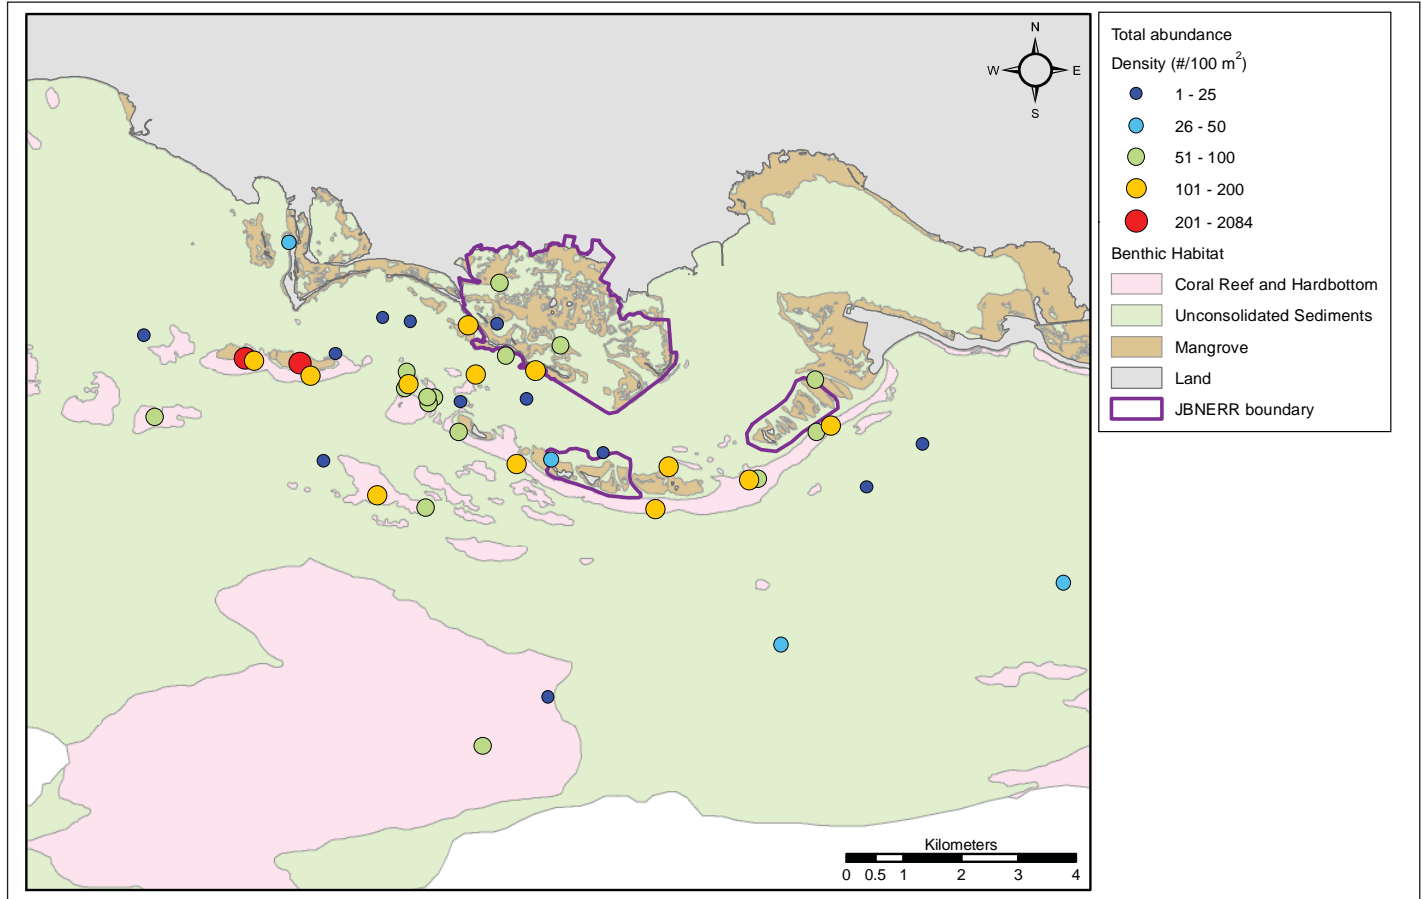 N
W E
S
Kilometers
0 0.5 1 2 3 4
Total abundance
Density (#/100 m²)
1 - 25
26 - 50
51 - 100
101 - 200
201 - 2084
Benthic Habitat
Coral Reef and Hardbottom
Unconsolidated Sediments
Mangrove
Land
JBNERR boundary